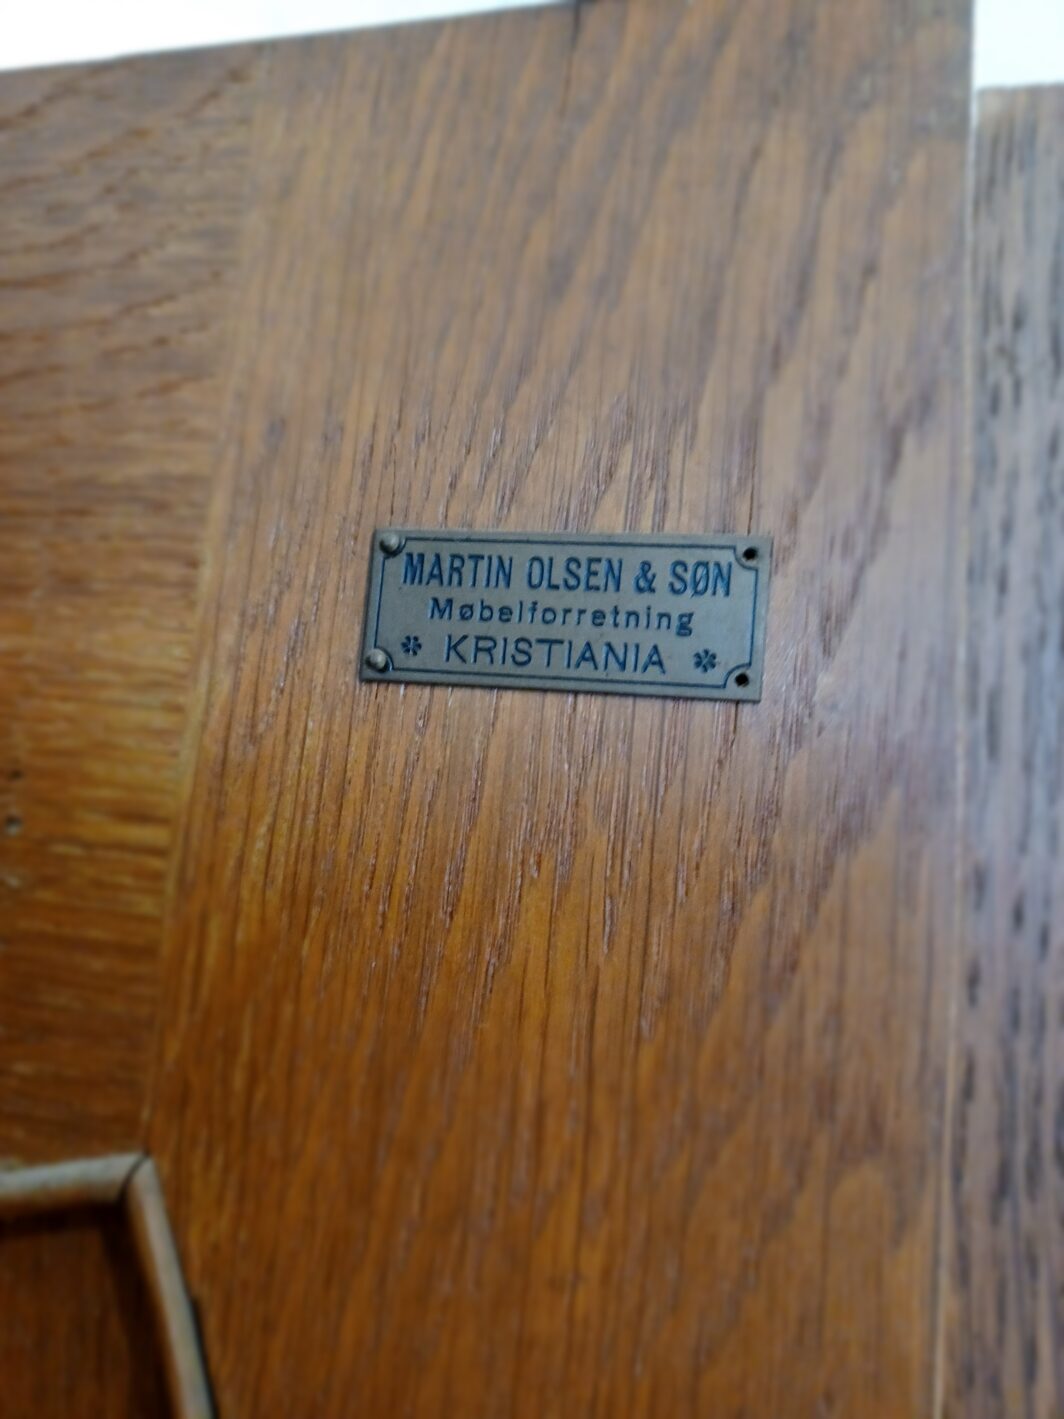 MARTIN OLSEN & SØN
Møbelforretning
* KRISTIANIA *